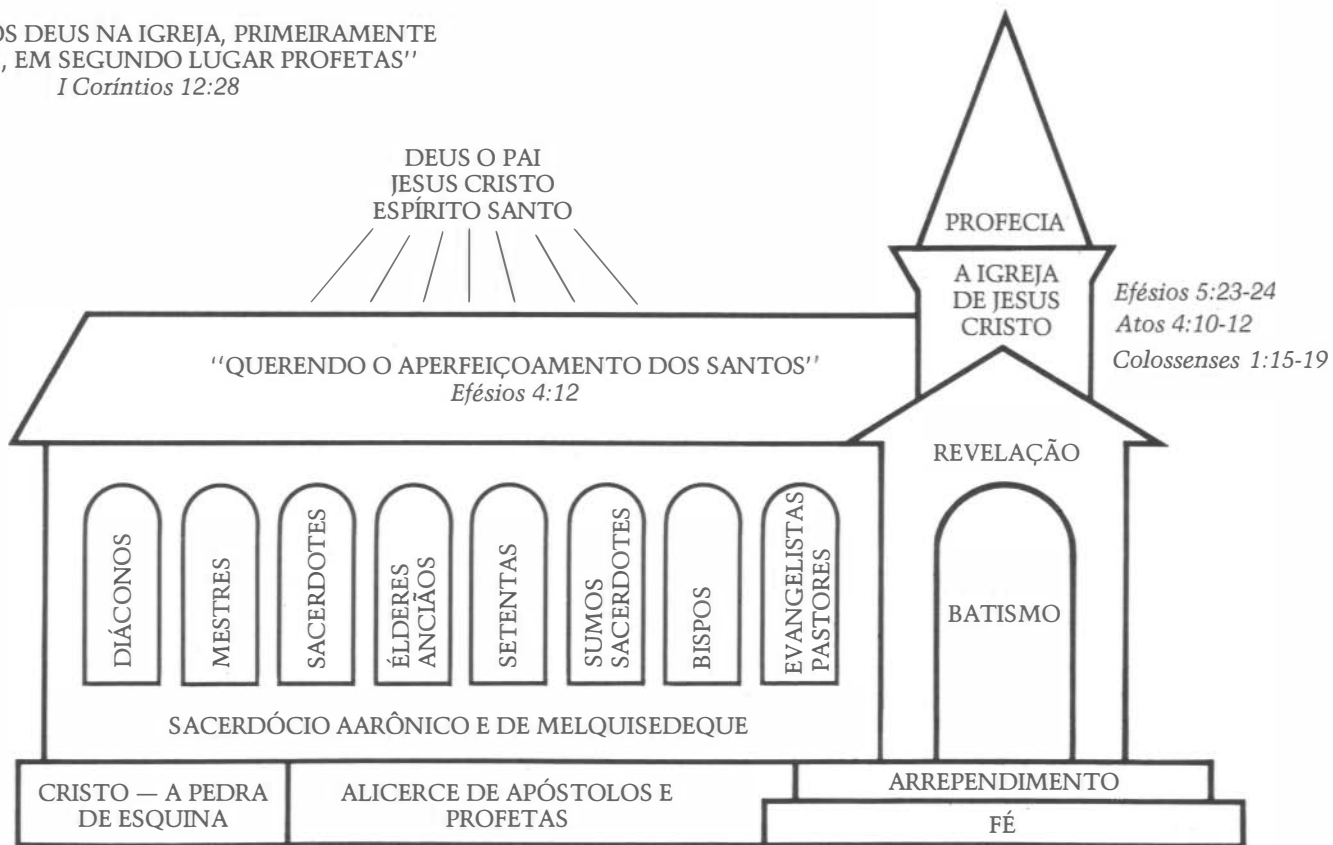 OS DEUS NA IGREJA, PRIMEIRAMENTE
, EM SEGUNDO LUGAR PROFETAS''
I Coríntios 12:28
DEUS O PAI
JESUS CRISTO
ESPÍRITO SANTO
PROFECIA
A IGREJA
DE JESUS
CRISTO
Efésios 5:23-24
Atos 4:10-12
Colossenses 1:15-19
''QUERENDO O APERFEIÇOAMENTO DOS SANTOS''
Efésios 4:12
REVELAÇÃO
DIÁCONOS
MESTRES
SACERDOTES
ÉLDERES
ANCIÃOS
SETENTAS
SUMOS
SACERDOTES
BISPOS
EVANGELISTAS
PASTORES
BATISMO
SACERDÓCIO AARÔNICO E DE MELQUISEDEQUE
CRISTO — A PEDRA
DE ESQUINA
ALICERCE DE APÓSTOLOS E
PROFETAS
ARREPENDIMENTO
FÉ